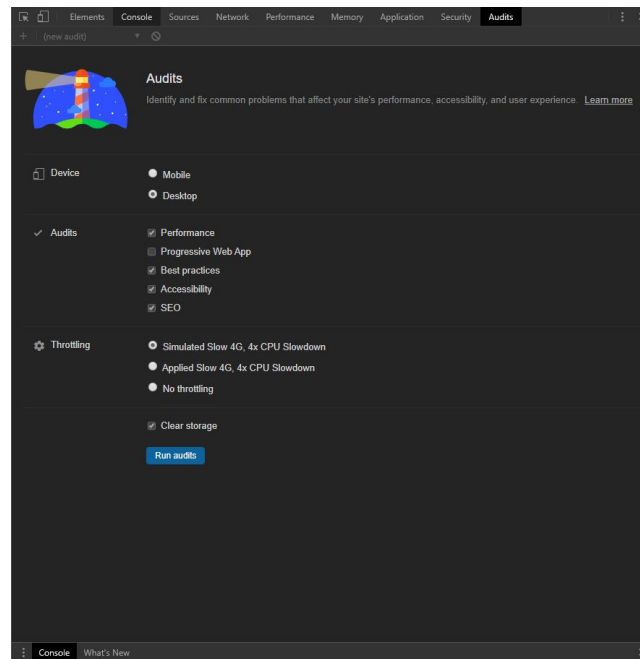 Elements Console Sources Network Performance Memory Application Security Audits
(new audit)
Audits
Identify and fix common problems that affect your site's performance, accessibility, and user experience. Learn more
Device
Mobile
Desktop
Audits
Performance
Progressive Web App
Best practices
Accessibility
SEO
Throttling
Simulated Slow 4G, 4x CPU Slowdown
Applied Slow 4G, 4x CPU Slowdown
No throttling
Clear storage
Run audits
Console What's New